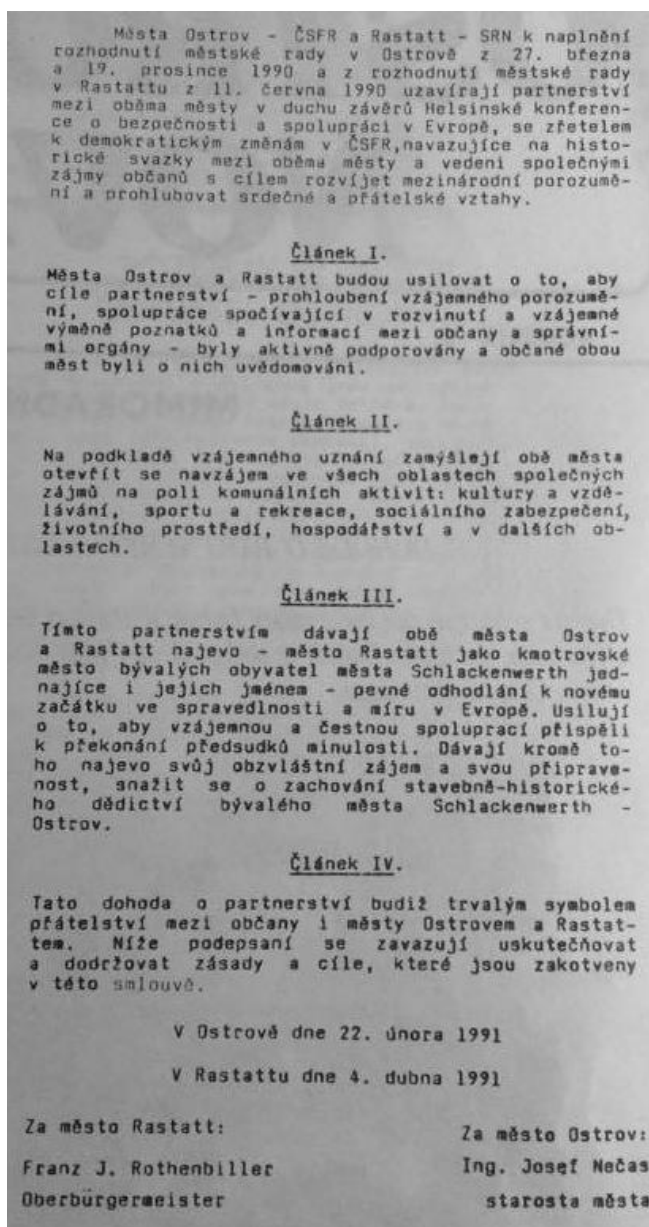 Města Ostrov - ČSFR a Rastatt - SRN k naplnění
rozhodnutí městské rady v Ostrově z 27. března
a 19. prosince 1990 a z rozhodnutí městské rady
v Rastattu z 11. června 1990 uzavírají partnerství
mezi oběma městy v duchu závěrů Helsinské konferen-
ce o bezpečnosti a spolupráci v Evropě, se zřetelem
k demokratickým změnám v ČSFR,navazujíce na histo-
rické svazky mezi oběma městy a vedeni společnými
zájmy občanů s cílem rozvíjet mezinárodní porozumě-
ní a prohlubovat srdečné a přátelské vztahy.
Článek I.
Města Ostrov a Rastatt budou usilovat o to, aby
cíle partnerství - prohloubení vzájemného porozumě-
ní, spolupráce spočívající v rozvinutí a vzájemné
výměně poznatků a informací mezi občany a správní-
mi orgány - byly aktivně podporovány a občané obou
měst byli o nich uvědomováni.
Článek II.
Na podkladě vzájemného uznání zamýšlejí obě města
otevřít se navzájem ve všech oblastech společných
zájmů na poli komunálních aktivit: kultury a vzdě-
lávání, sportu a rekreace, sociálního zabezpečení,
životního prostředí, hospodářství a v dalších ob-
lastech.
Článek III.
Tímto partnerstvím dávají obě města Ostrov
a Rastatt najevo - město Rastatt jako kmotrovské
město bývalých obyvatel města Schlackenwerth jed-
najíce i jejich jménem - pevné odhodlání k novému
začátku ve spravedlnosti a míru v Evropě. Usilují
o to, aby vzájemnou a čestnou spoluprací přispěli
k překonání předsudků minulosti. Dávají kromě to-
ho najevo svůj obzvláštní zájem a svou připrave-
nost, snažit se o zachování stavebně-historické-
ho dědictví bývalého města Schlackenwerth -
Ostrov.
Článek IV.
Tato dohoda o partnerství budiž trvalým symbolem
přátelství mezi občany i městy Ostrovem a Rastat-
tem. Níže podepsaní se zavazují uskutečňovat
a dodržovat zásady a cíle, které jsou zakotveny
v této smlouvě.
V Ostrově dne 22. února 1991
V Rastattu dne 4. dubna 1991
Za město Rastatt:
Franz J. Rothenbiller
Oberbürgermeister
Za město Ostrov:
Ing. Josef Nečas
starosta města